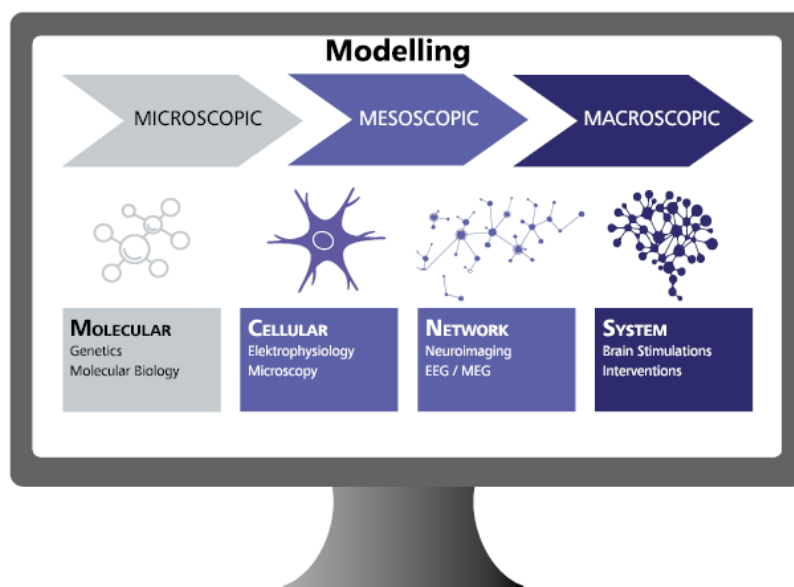 Modelling
MICROSCOPIC
MESOSCOPIC
MACROSCOPIC
MOLECULAR
Genetics
Molecular Biology
CELLULAR
Elektrophysiology
Microscopy
NETWORK
Neuroimaging
EEG / MEG
SYSTEM
Brain Stimulations
Interventions